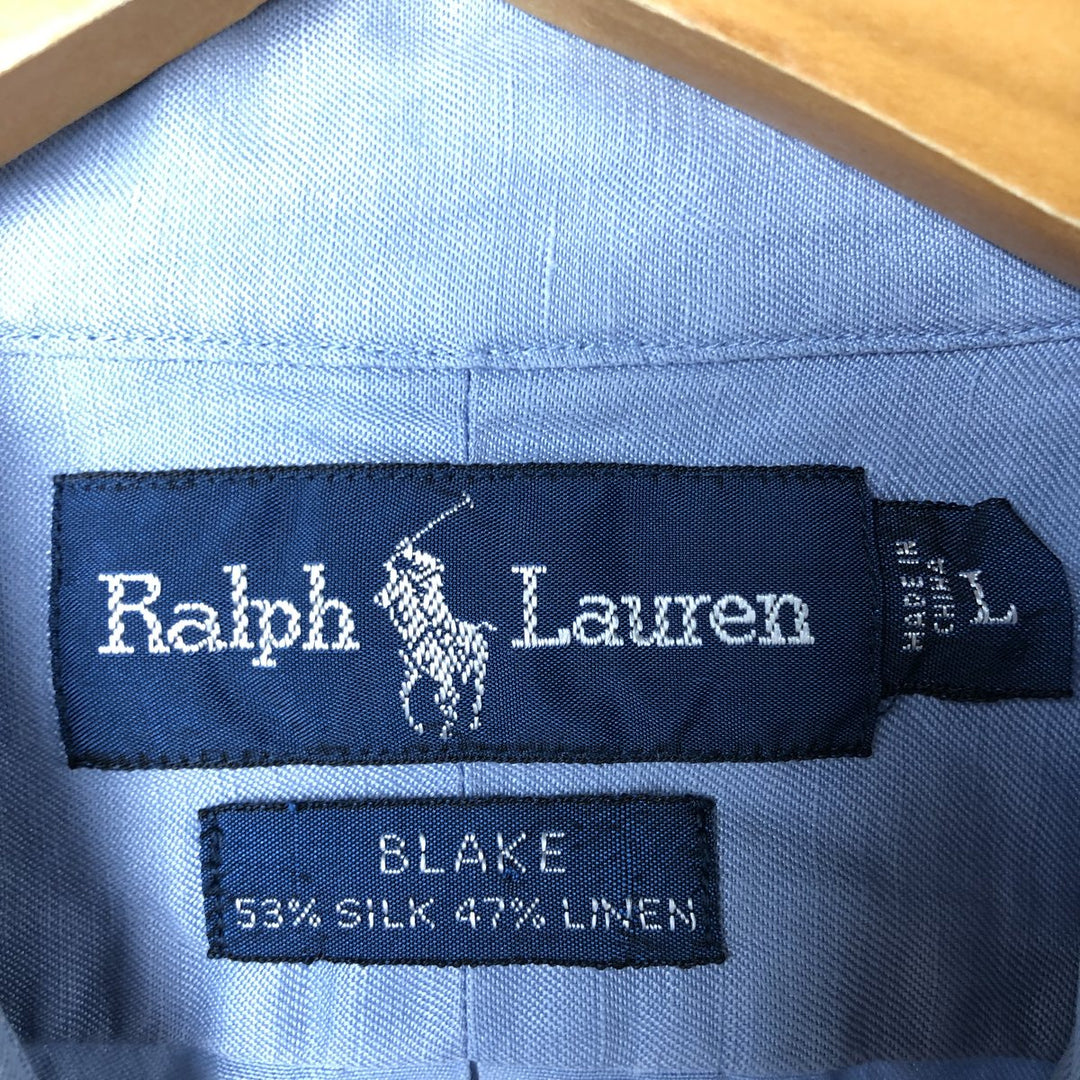 Ralph Lauren
MADE IN
CHINA
L
BLAKE
53% SILK 47% LINEN